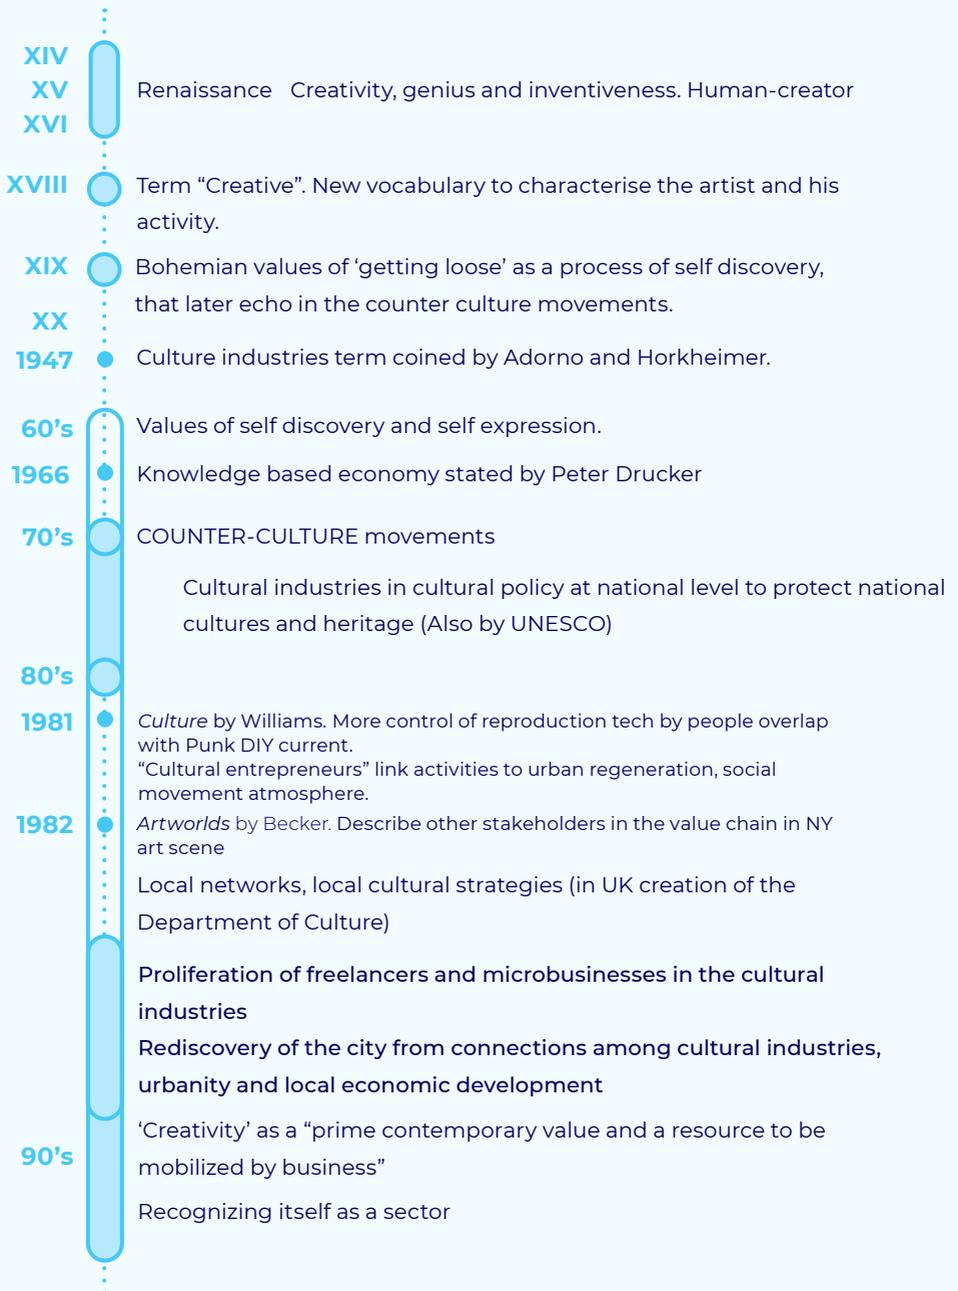 XIV
XV
Renaissance Creativity, genius and inventiveness. Human-creator
XVI
XVIII
Term “Creative”. New vocabulary to characterise the artist and his
activity.
XIX
Bohemian values of ‘getting loose’ as a process of self discovery,
that later echo in the counter culture movements.
XX
1947
Culture industries term coined by Adorno and Horkheimer.
60’s
Values of self discovery and self expression.
1966
Knowledge based economy stated by Peter Drucker
70’s
COUNTER-CULTURE movements
Cultural industries in cultural policy at national level to protect national
cultures and heritage (Also by UNESCO)
80’s
1981
Culture by Williams. More control of reproduction tech by people overlap
with Punk DIY current.
“Cultural entrepreneurs” link activities to urban regeneration, social
movement atmosphere.
1982
Artworlds by Becker. Describe other stakeholders in the value chain in NY
art scene
Local networks, local cultural strategies (in UK creation of the
Department of Culture)
Proliferation of freelancers and microbusinesses in the cultural
industries
Rediscovery of the city from connections among cultural industries,
urbanity and local economic development
90’s
‘Creativity’ as a “prime contemporary value and a resource to be
mobilized by business”
Recognizing itself as a sector